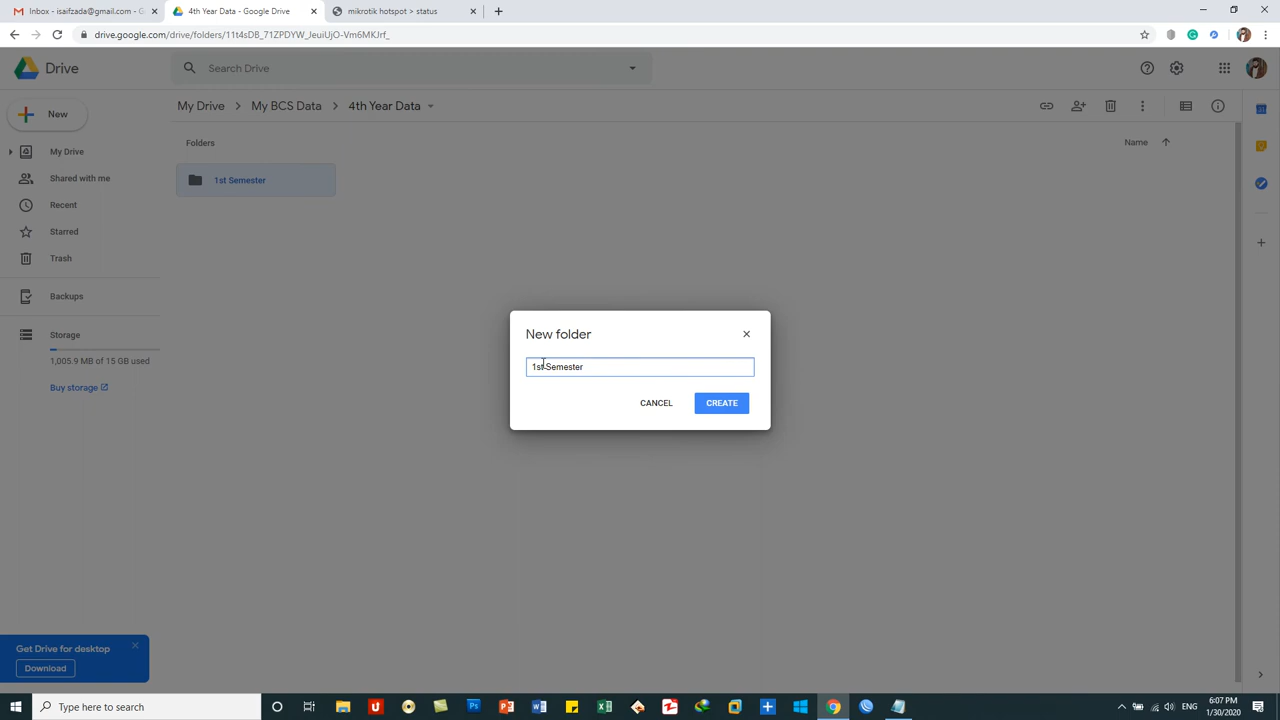 Inbox - isaifzada@gmail.com - G
4th Year Data - Google Drive
mikrotik hotspot > status
drive.google.com/drive/folders/11t4sDB_71ZPDYW_JeuiUjO-Vm6MKJrf_
Drive
Search Drive
New
My Drive
My BCS Data
4th Year Data
Folders
Name
My Drive
1st Semester
Shared with me
Recent
Starred
Trash
Backups
Storage
1,005.9 MB of 15 GB used
Buy storage
New folder
1st Semester
CANCEL
CREATE
Get Drive for desktop
Download
Type here to search
ENG
6:07 PM
1/30/2020